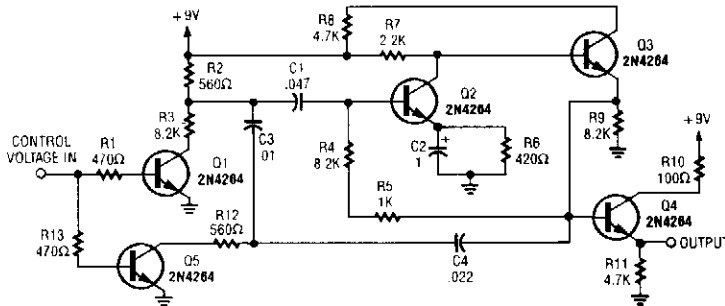 +9V
R8
4.7K
R7
2.2K
Q3
2N4264
R2
560Ω
C1
.047
Q2
2N4264
R3
8.2K
C3
.01
R9
8.2K
+9V
CONTROL
VOLTAGE IN
R1
470Ω
Q1
2N4264
R4
8.2K
C2
1
+
R6
420Ω
R10
100Ω
R5
1K
Q4
2N4264
R13
470Ω
R12
560Ω
Q5
2N4264
C4
.022
OUTPUT
R11
4.7K